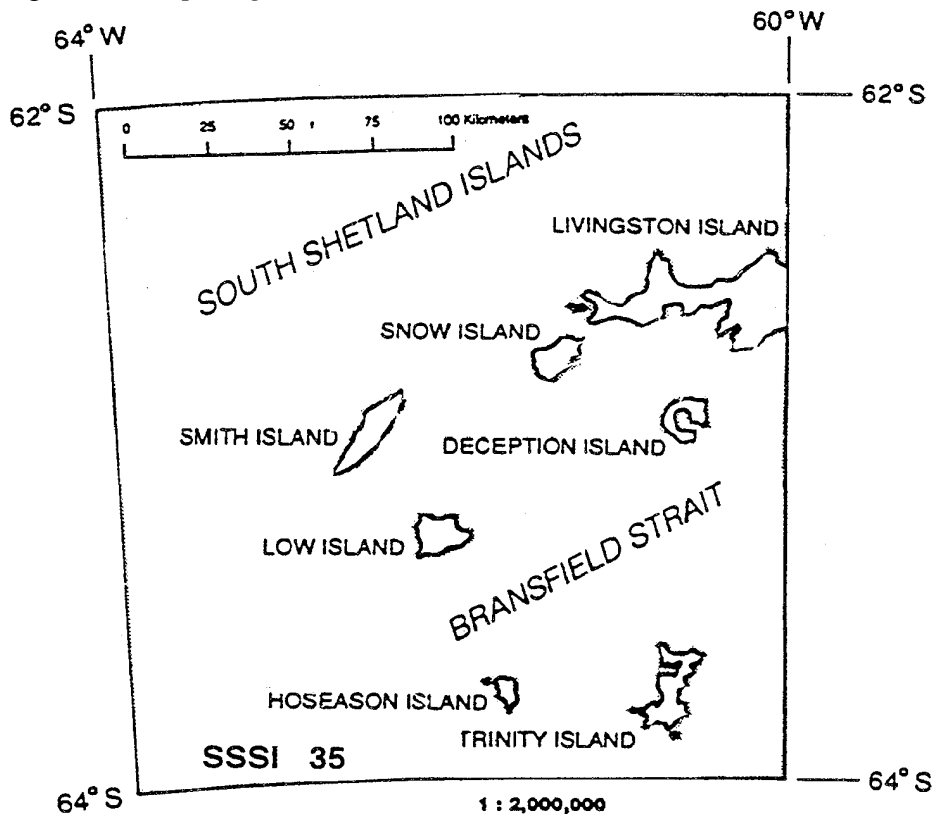 64° W
60° W
62° S
62° S
0 25 50 75 100 Kilometers
SOUTH SHETLAND ISLANDS
LIVINGSTON ISLAND
SNOW ISLAND
SMITH ISLAND
DECEPTION ISLAND
LOW ISLAND
BRANSFIELD STRAIT
HOSEASON ISLAND
TRINITY ISLAND
SSSI 35
64° S
64° S
1 : 2,000,000